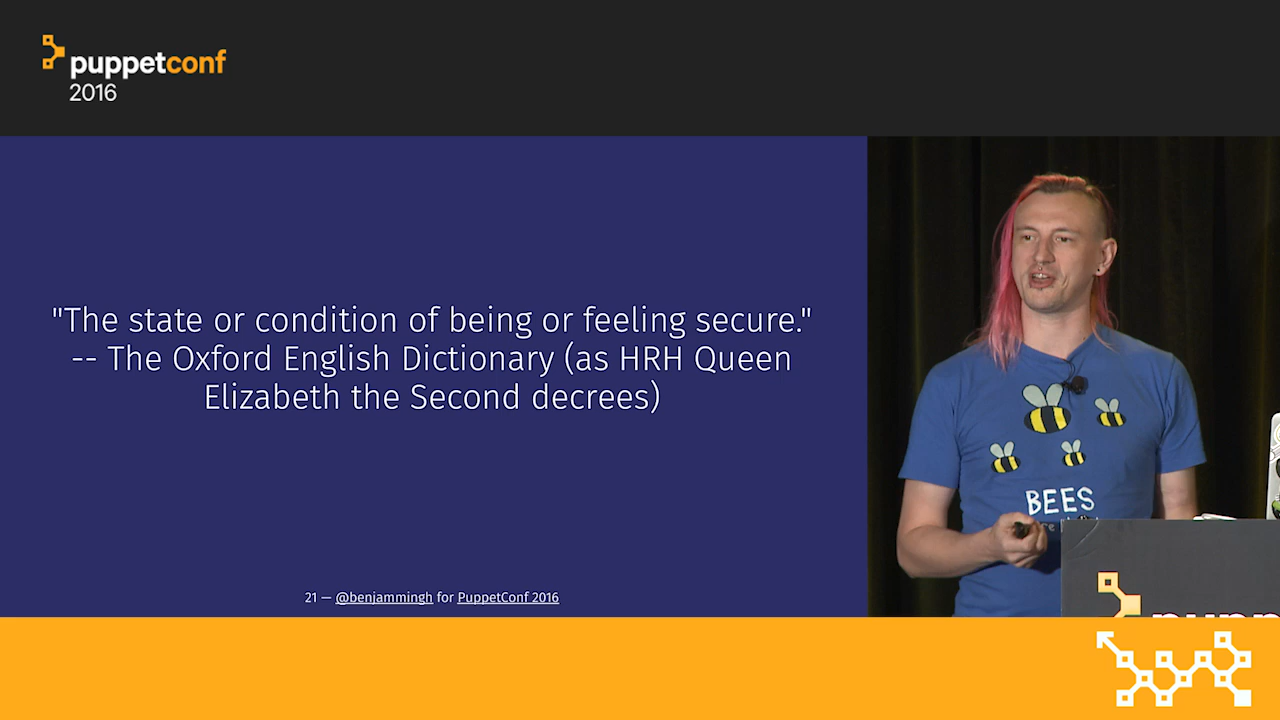 puppetconf
2016
"The state or condition of being or feeling secure."
-- The Oxford English Dictionary (as HRH Queen
Elizabeth the Second decrees)
21 — @benjammingh for PuppetConf 2016
BEES